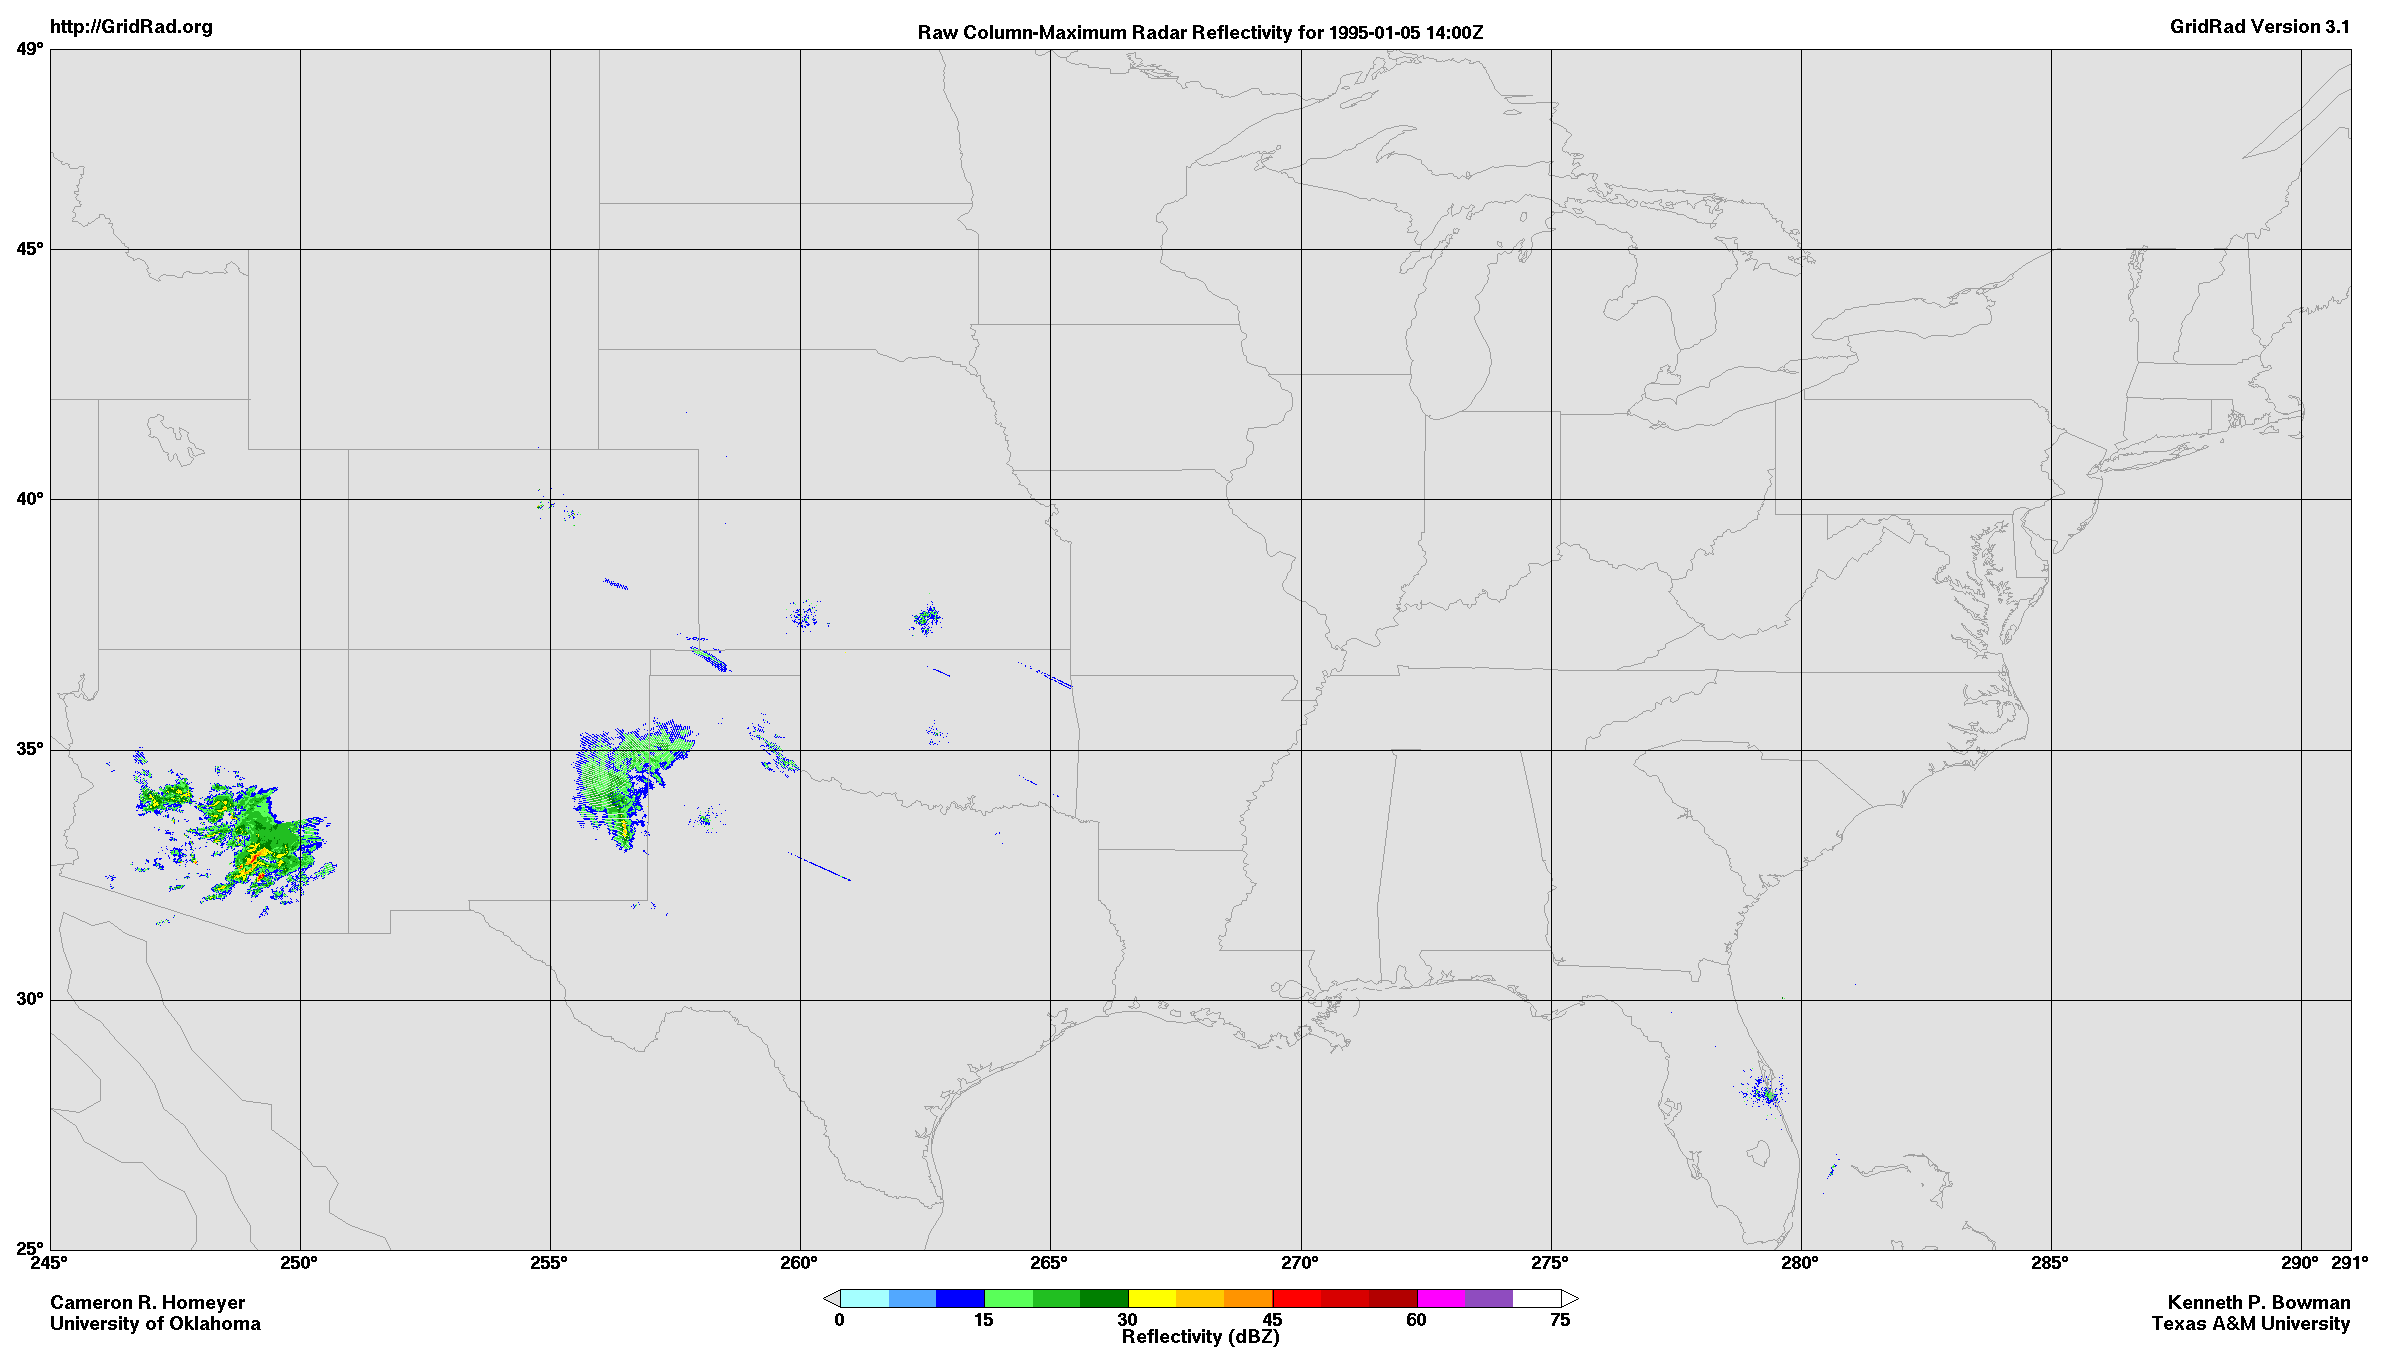 http://GridRad.org
Raw Column-Maximum Radar Reflectivity for 1995-01-05 14:00Z
GridRad Version 3.1
49°
45°
40°
35°
30°
25°
245° 250° 255° 260° 265° 270° 275° 280° 285° 290° 291°
0 15 30 45 60 75
Reflectivity (dBZ)
Cameron R. Homeyer
University of Oklahoma
Kenneth P. Bowman
Texas A&M University